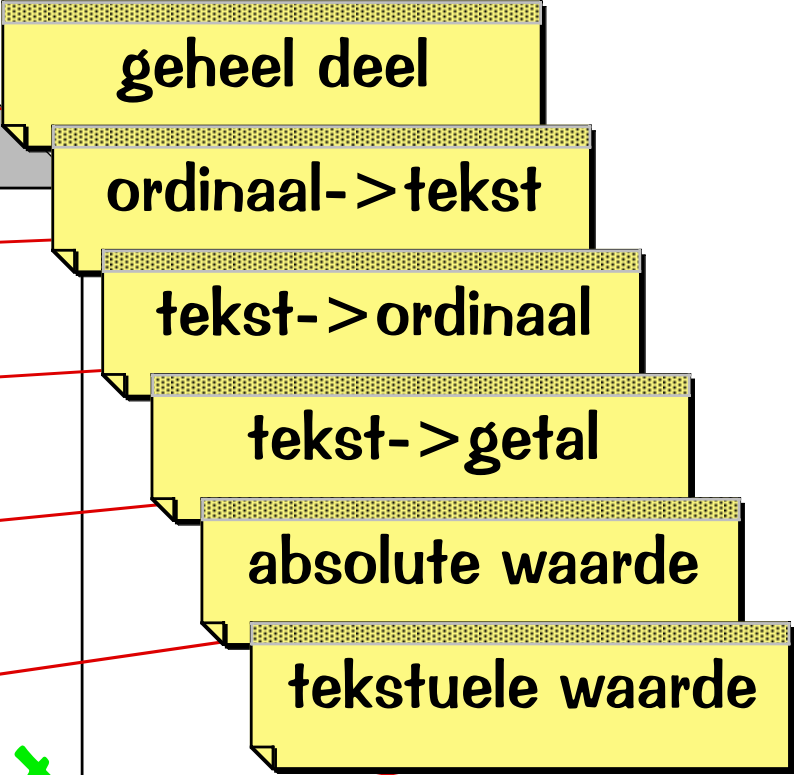 geheel deel
ordinaal->tekst
tekst->ordinaal
tekst->getal
absolute waarde
tekstuele waarde